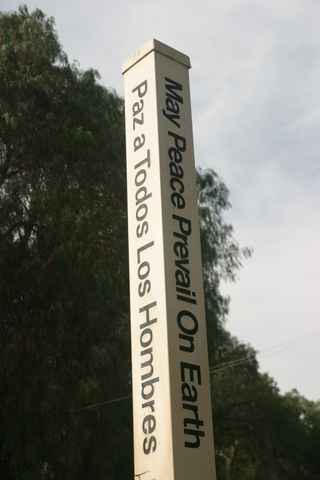 Paz a Todos Los Hombres
May Peace Prevail On Earth